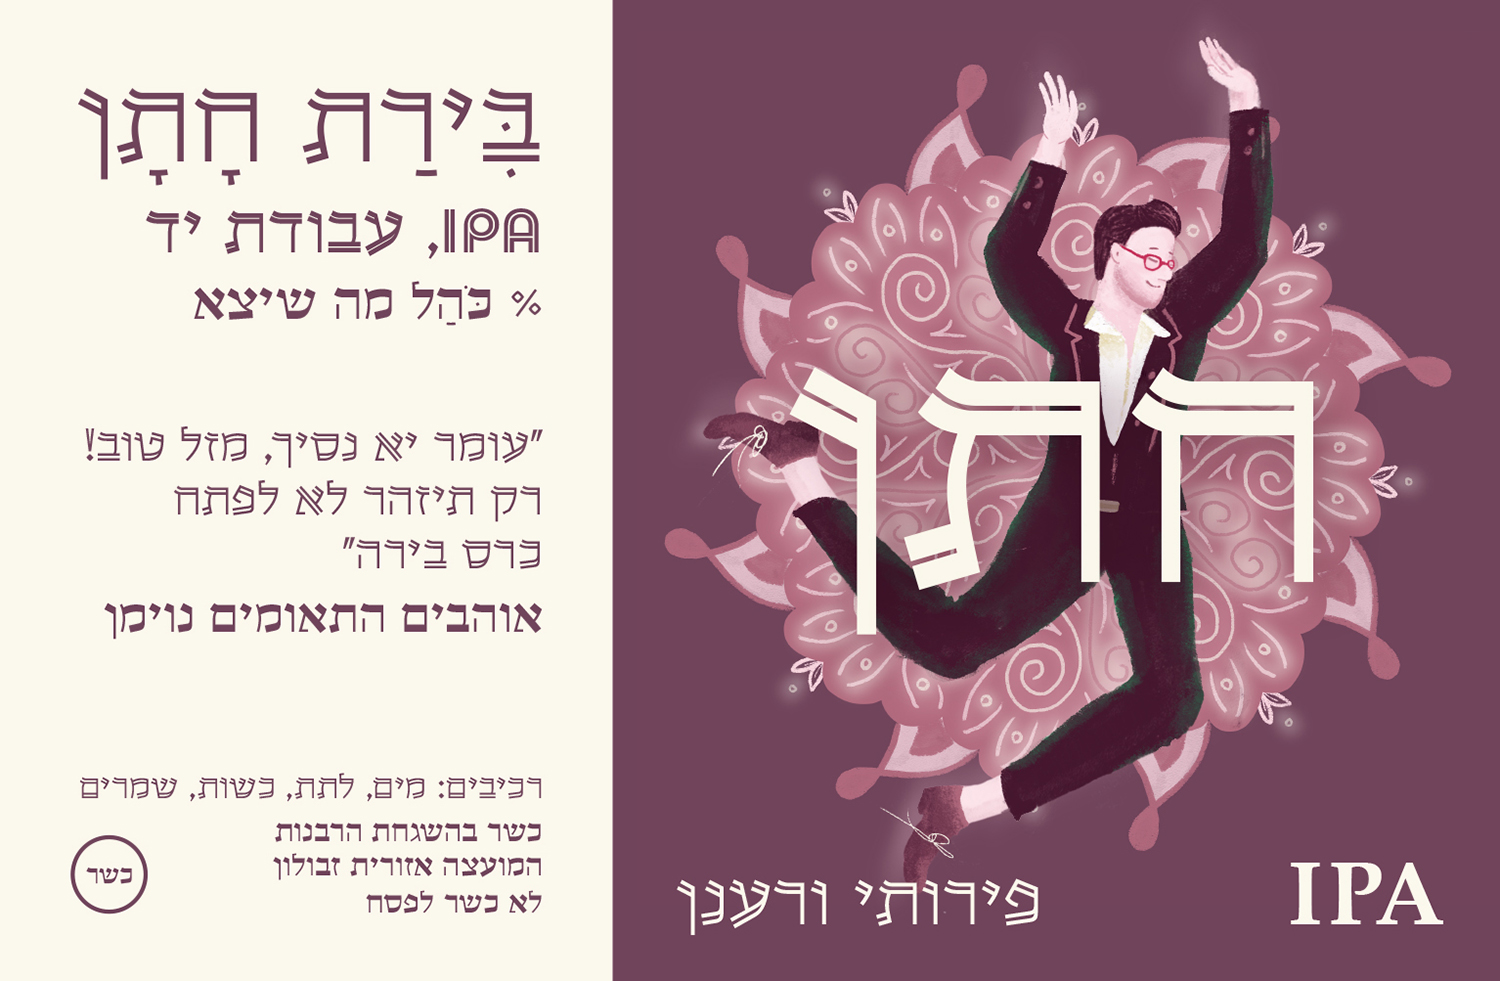 בִּירַת חָתָן
IPA, עבודת יד
% כֹּהַל מה שיצא
"עומר יא נסיך, מזל טוב!
רק תיזהר לא לפתח
כרס בירה"
אוהבים התאומים נוימן
רכיבים: מים, לתת, כשות, שמרים
כשר בהשגחת הרבנות
המועצה אזורית זבולון
לא כשר לפסח
כשר
חתן
פירותי ורענן
IPA